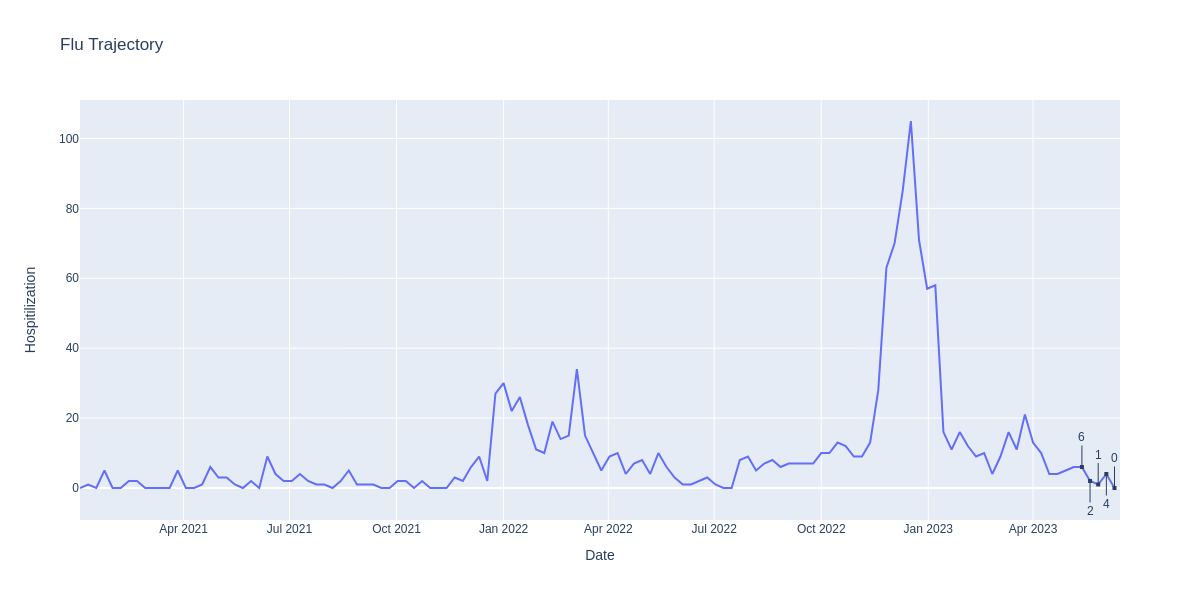 Flu Trajectory
Hospitilization
100
80
60
40
20
0
6
1
0
2
4
Apr 2021
Jul 2021
Oct 2021
Jan 2022
Apr 2022
Jul 2022
Oct 2022
Jan 2023
Apr 2023
Date